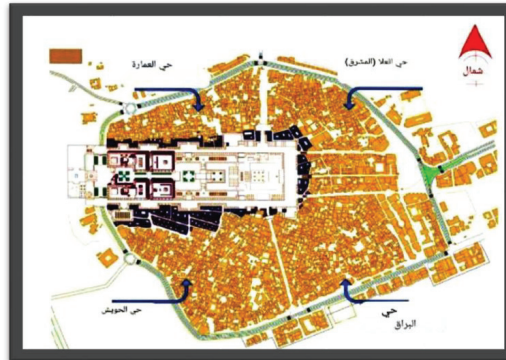 حي العلا (المشرق)
حي العمارة
شمال
حي الحويش
حي
البراق